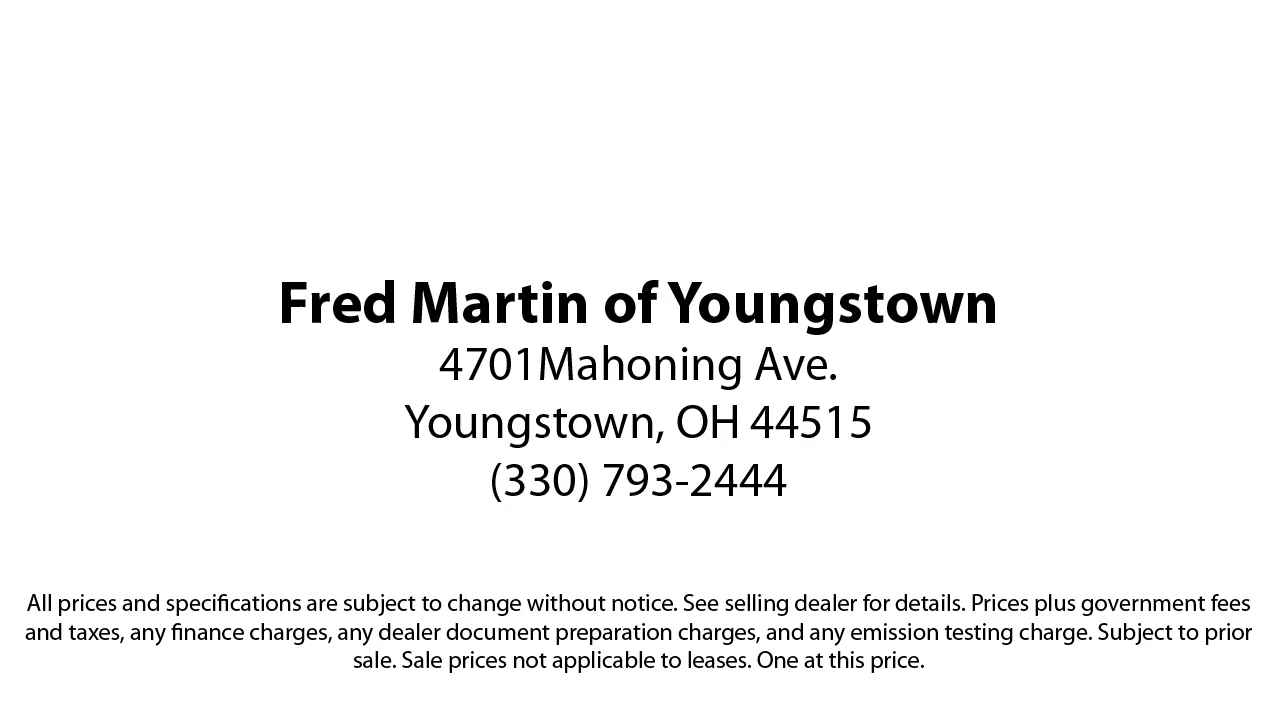 Fred Martin of Youngstown
4701Mahoning Ave.
Youngstown, OH 44515
(330) 793-2444
All prices and specifications are subject to change without notice. See selling dealer for details. Prices plus government fees
and taxes, any finance charges, any dealer document preparation charges, and any emission testing charge. Subject to prior
sale. Sale prices not applicable to leases. One at this price.